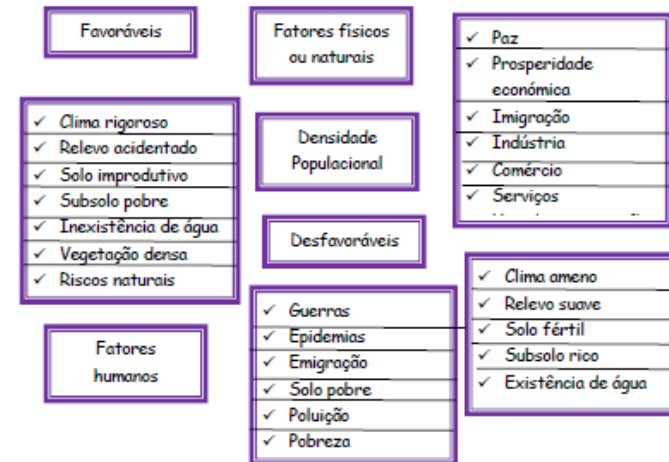 Favoráveis
Fatores físicos
ou naturais
✓ Paz
✓ Prosperidade
económica
✓ Imigração
✓ Indústria
✓ Comércio
✓ Serviços
✓ Clima rigoroso
✓ Relevo acidentado
✓ Solo improdutivo
✓ Subsolo pobre
✓ Inexistência de água
✓ Vegetação densa
✓ Riscos naturais
Densidade
Populacional
Desfavoráveis
✓ Clima ameno
✓ Relevo suave
✓ Solo fértil
✓ Subsolo rico
✓ Existência de água
✓ Guerras
✓ Epidemias
✓ Emigração
✓ Solo pobre
✓ Poluição
✓ Pobreza
Fatores
humanos